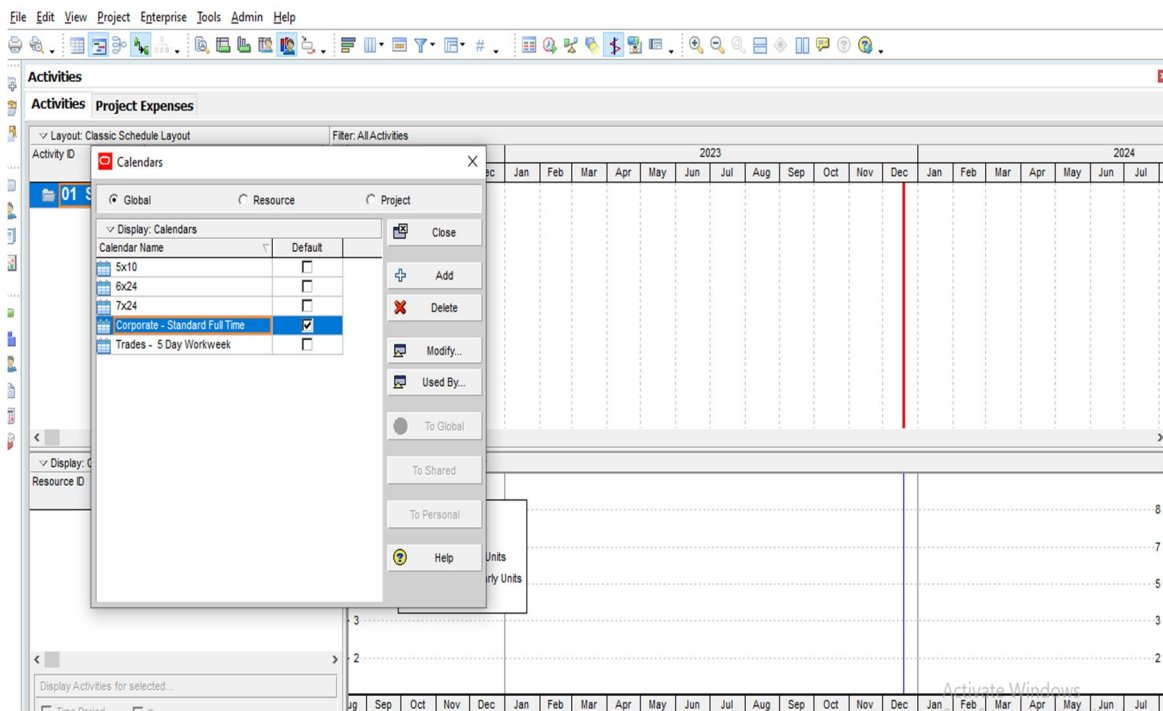 File Edit View Project Enterprise Tools Admin Help
Activities
Activities Project Expenses
Layout: Classic Schedule Layout Filter: All Activities
Activity ID
2023 2024
ec Jan Feb Mar Apr May Jun Jul Aug Sep Oct Nov Dec Jan Feb Mar Apr May Jun Jul
01 S
Calendars
Global Resource Project
Display: Calendars
Calendar Name Default
5x10
6x24
7x24
Corporate - Standard Full Time
Trades - 5 Day Workweek
Close
Add
Delete
Modify...
Used By...
To Global
To Shared
To Personal
Help
Display: C
Resource ID
Units
rly Units
8
7
5
3 3
2 2
Display Activities for selected...
Time Period
ug Sep Oct Nov Dec Jan Feb Mar Apr May Jun Jul Aug Sep Oct Nov Dec Jan Feb Mar Apr May Jun Jul
Activate Windows